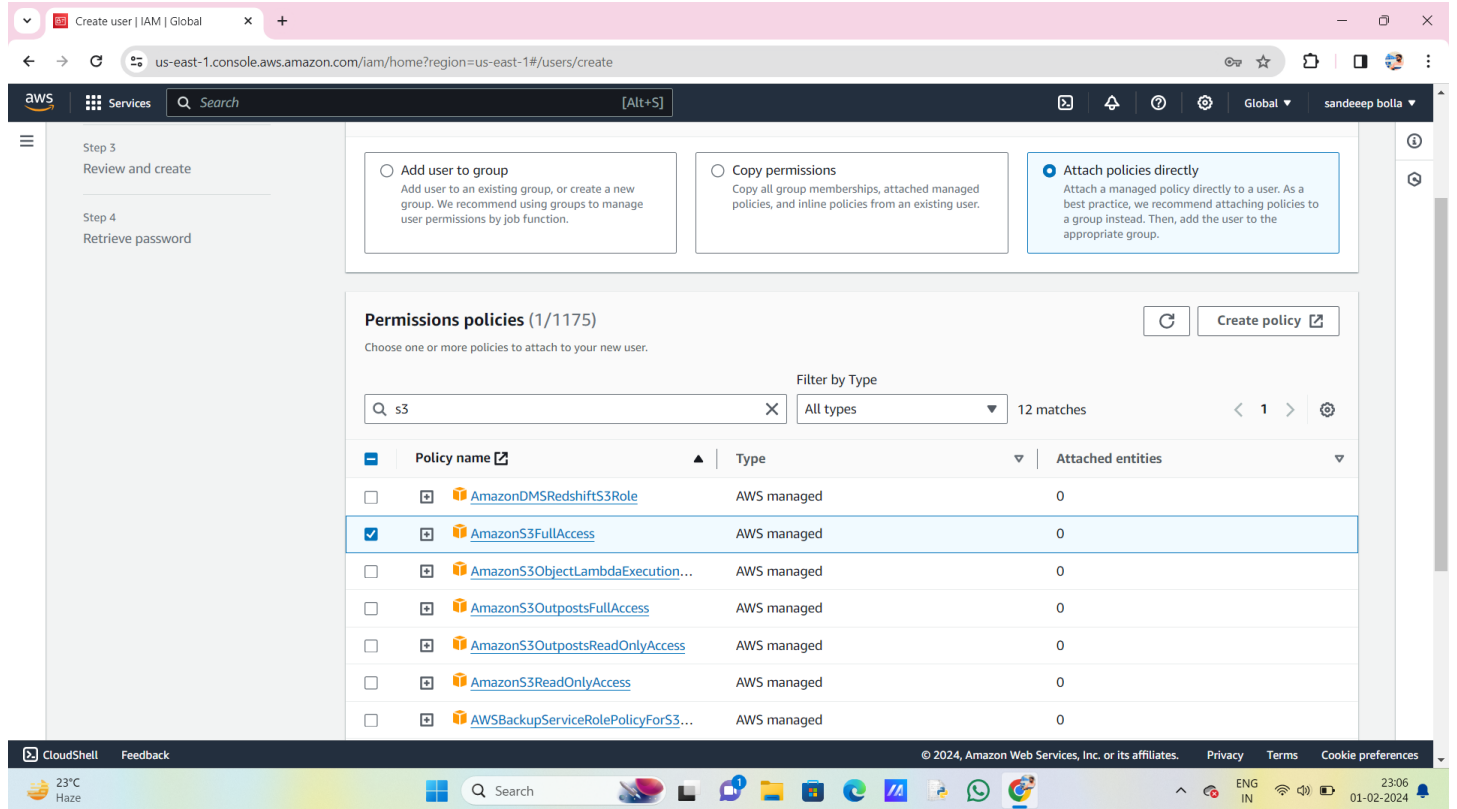 Create user | IAM | Global
us-east-1.console.aws.amazon.com/iam/home?region=us-east-1#/users/create
aws
Services
Search
[Alt+S]
Global
sandeeep bolla
Step 3
Review and create
Step 4
Retrieve password
Add user to group
Add user to an existing group, or create a new
group. We recommend using groups to manage
user permissions by job function.
Copy permissions
Copy all group memberships, attached managed
policies, and inline policies from an existing user.
Attach policies directly
Attach a managed policy directly to a user. As a
best practice, we recommend attaching policies to
a group instead. Then, add the user to the
appropriate group.
Permissions policies (1/1175)
Create policy
Choose one or more policies to attach to your new user.
Filter by Type
s3
All types
12 matches
1
Policy name
Type
Attached entities
AmazonDMSRedshiftS3Role AWS managed 0
AmazonS3FullAccess AWS managed 0
AmazonS3ObjectLambdaExecution... AWS managed 0
AmazonS3OutpostsFullAccess AWS managed 0
AmazonS3OutpostsReadOnlyAccess AWS managed 0
AmazonS3ReadOnlyAccess AWS managed 0
AWSBackupServiceRolePolicyForS3... AWS managed 0
CloudShell Feedback © 2024, Amazon Web Services, Inc. or its affiliates. Privacy Terms Cookie preferences
23°C
Haze
Search
1
ENG
IN
23:06
01-02-2024